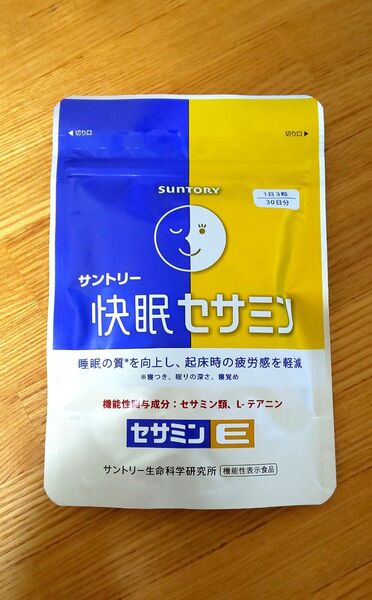 ◀切り口
切り口▶
SUNTORY
1日3粒
30日分
サントリー
快眠セサミン
睡眠の質※を向上し、起床時の疲労感を軽減
※寝つき、眠りの深さ、寝覚め
機能性関与成分：セサミン類、L-テアニン
セサミンE
サントリー生命科学研究所 機能性表示食品